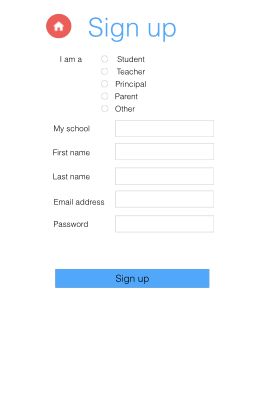 Sign up
I am a Student
Teacher
Principal
Parent
Other
My school
First name
Last name
Email address
Password
Sign up